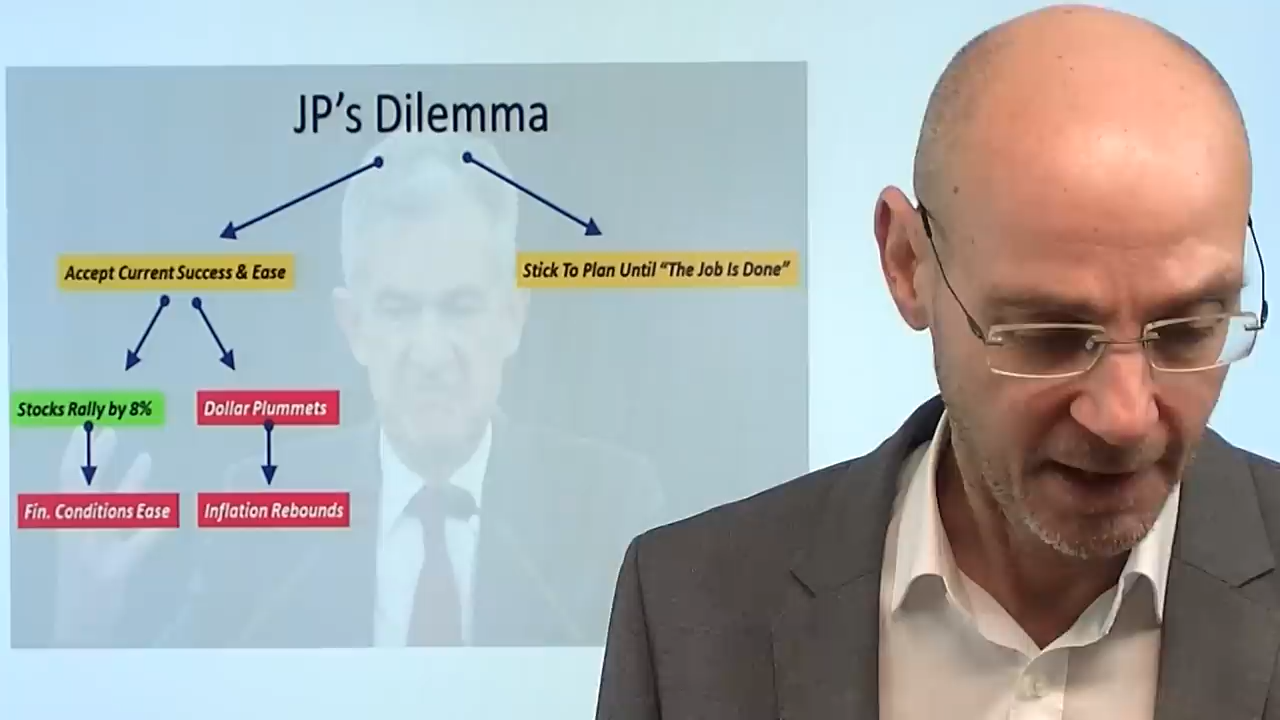 JP's Dilemma
Accept Current Success & Ease
Stick To Plan Until “The Job Is Done”
Stocks Rally by 8%
Dollar Plummets
Fin. Conditions Ease
Inflation Rebounds